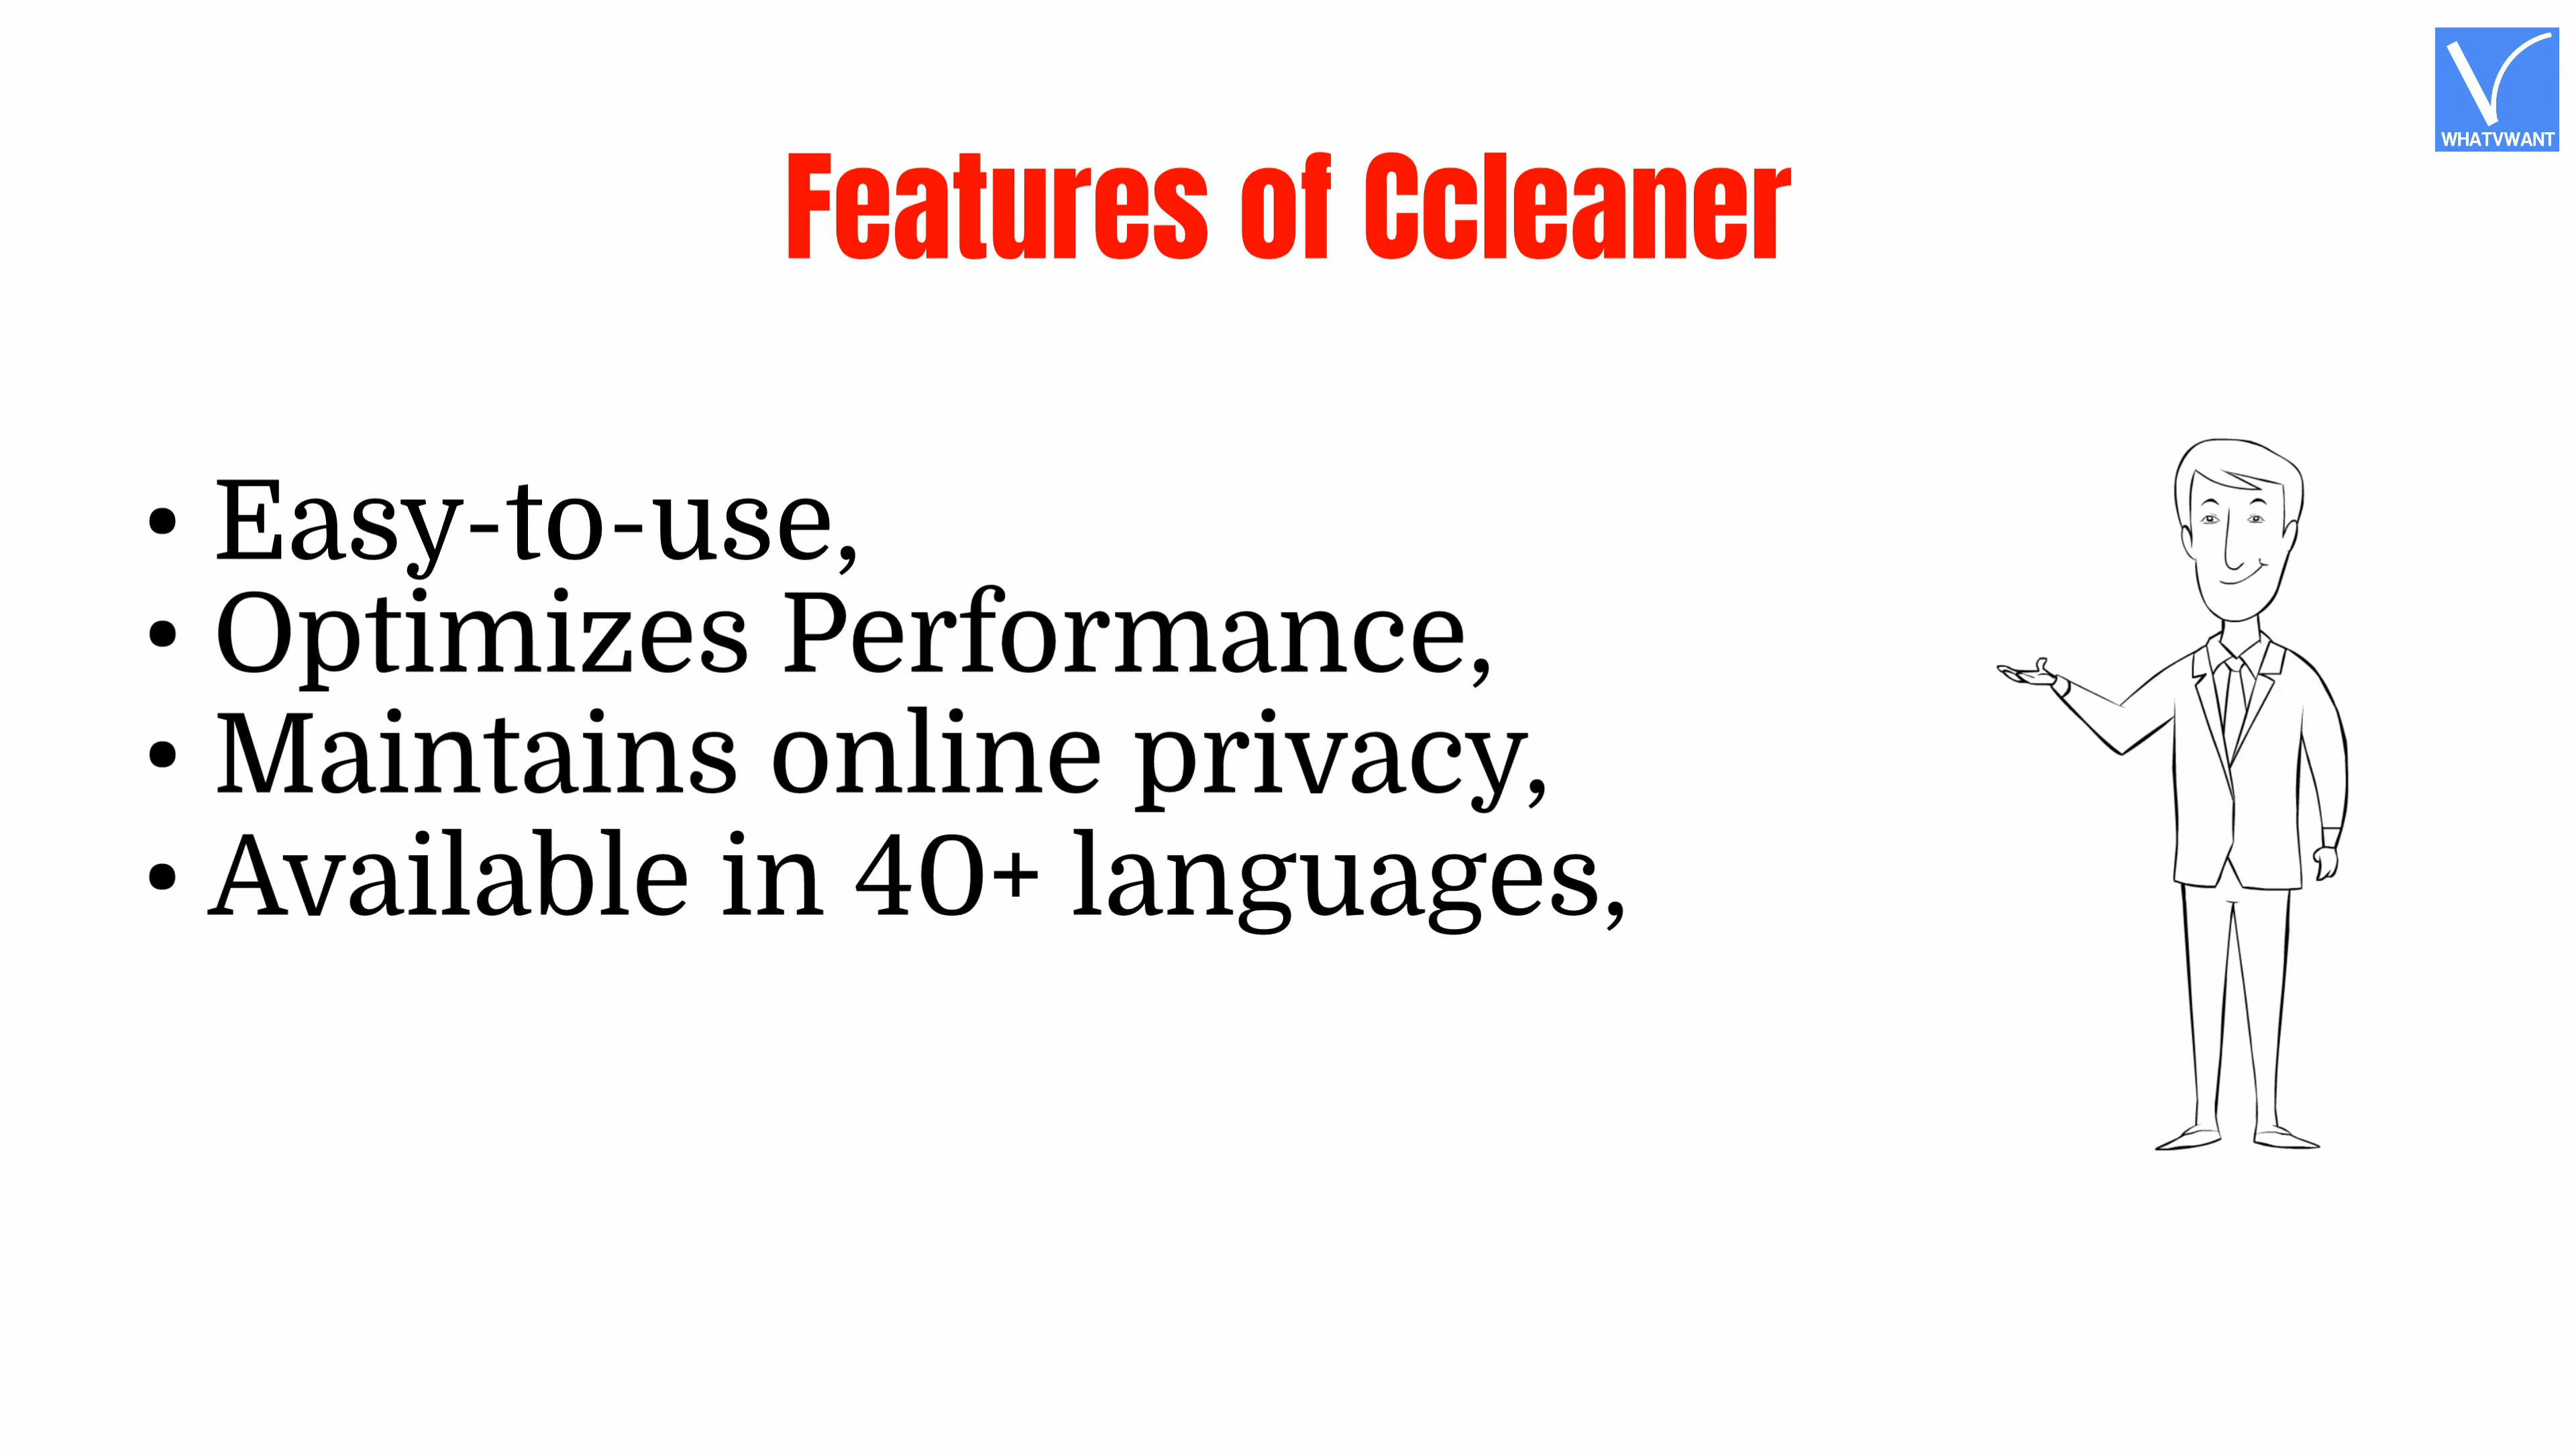 WHATVWANT
Features of Ccleaner
• Easy-to-use,
• Optimizes Performance,
• Maintains online privacy,
• Available in 40+ languages,